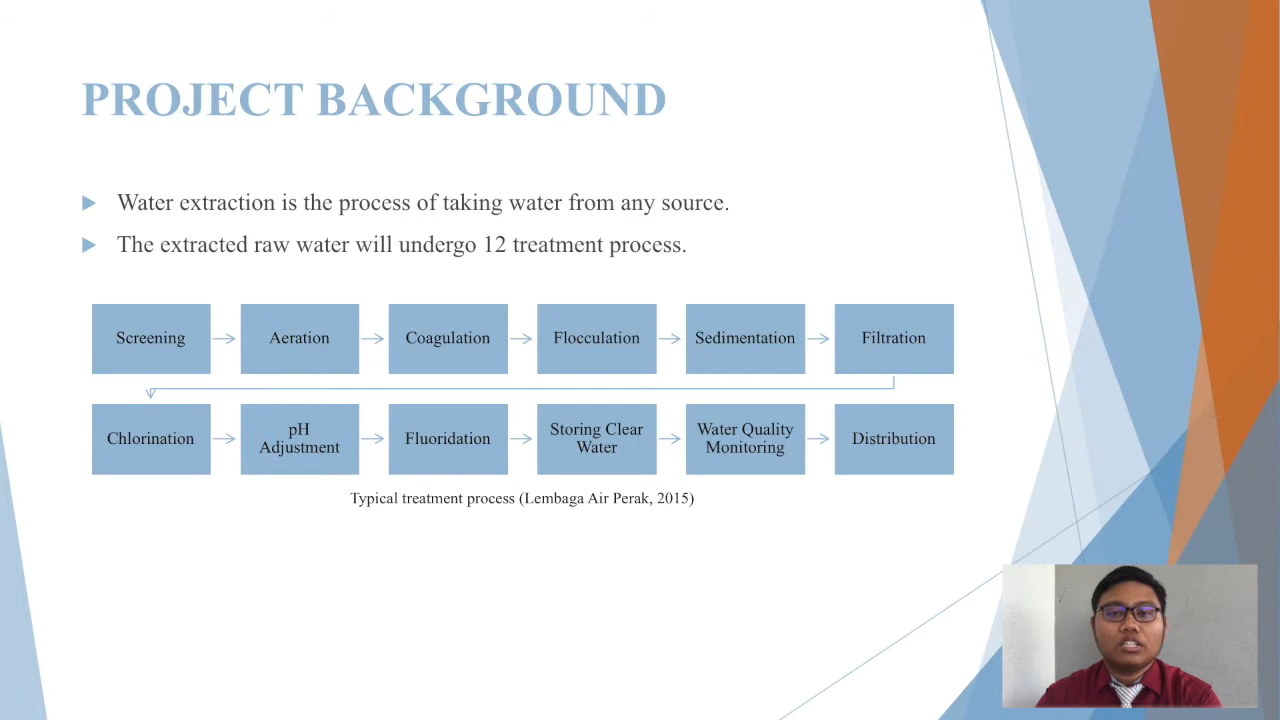 PROJECT BACKGROUND
Water extraction is the process of taking water from any source.
The extracted raw water will undergo 12 treatment process.
Screening
Aeration
Coagulation
Flocculation
Sedimentation
Filtration
Chlorination
pH
Adjustment
Fluoridation
Storing Clear
Water
Water Quality
Monitoring
Distribution
Typical treatment process (Lembaga Air Perak, 2015)